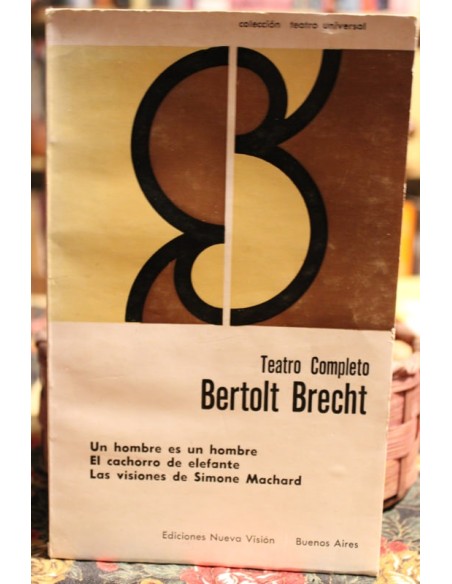 colección teatro universal
Teatro Completo
Bertolt Brecht
Un hombre es un hombre
El cachorro de elefante
Las visiones de Simone Machard
Ediciones Nueva Visión Buenos Aires